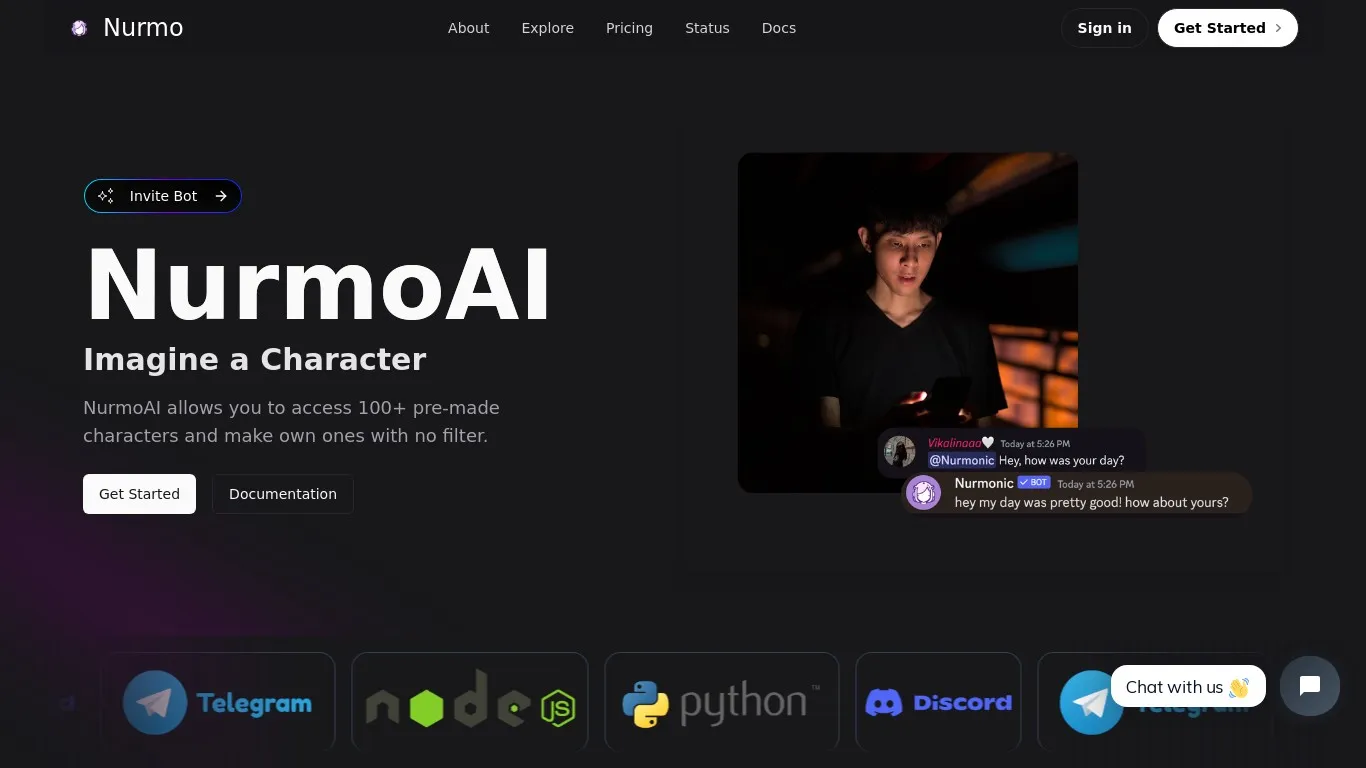 Nurmo
About
Explore
Pricing
Status
Docs
Sign in
Get Started
Invite Bot
NurmoAI
Imagine a Character
NurmoAI allows you to access 100+ pre-made
characters and make own ones with no filter.
Get Started
Documentation
Vikalinaaa🤍 Today at 5:26 PM
@Nurmonic Hey, how was your day?
Nurmonic ✓ BOT Today at 5:26 PM
hey my day was pretty good! how about yours?
Telegram
node JS
python™
Discord
Telegram
Chat with us 👋